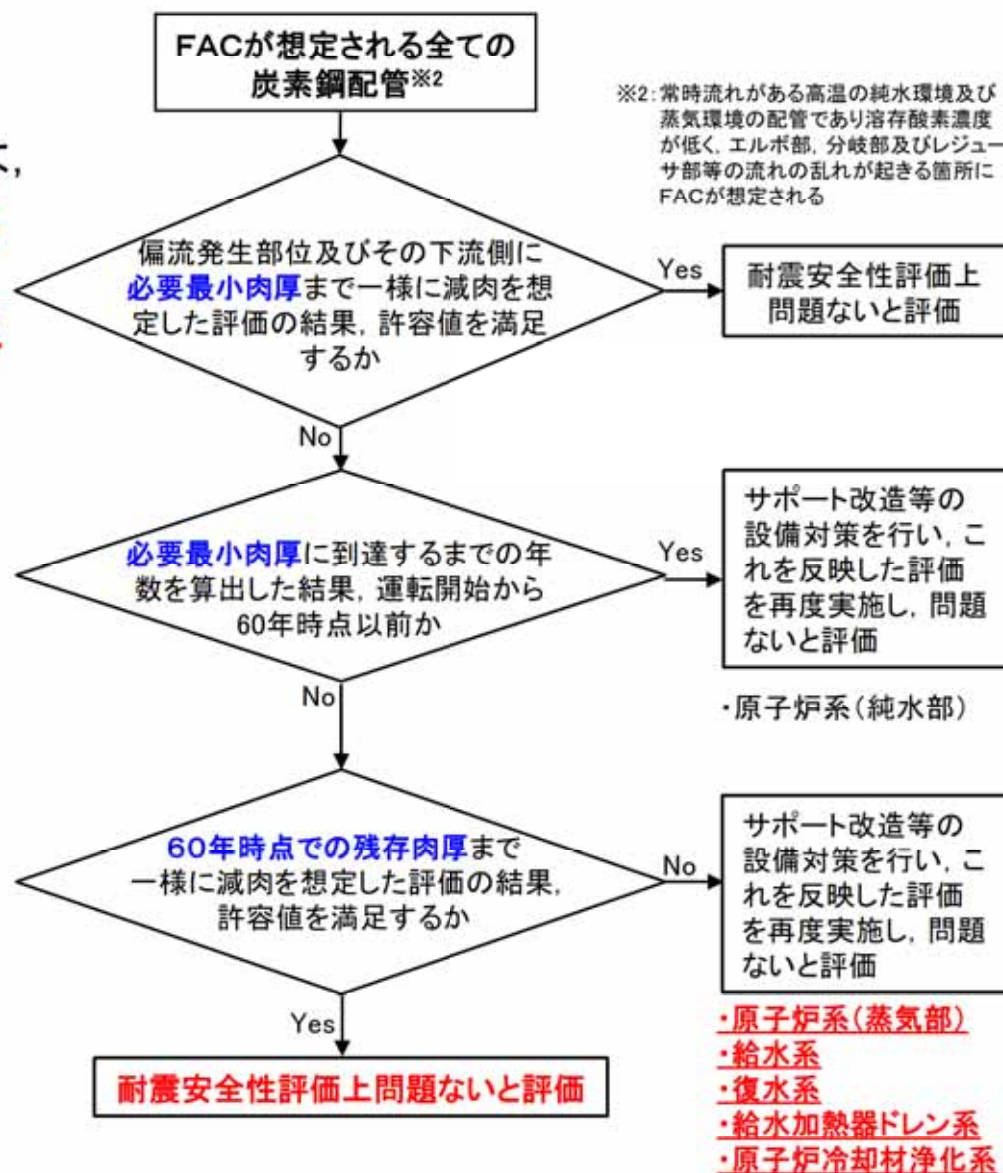 FACが想定される全ての
炭素鋼配管※2
※2:常時流れがある高温の純水環境及び
蒸気環境の配管であり溶存酸素濃度
が低く,エルボ部,分岐部及びレジュー
サ部等の流れの乱れが起きる箇所に
FACが想定される
偏流発生部位及びその下流側に
必要最小肉厚まで一様に減肉を想
定した評価の結果,許容値を満足
するか
Yes
耐震安全性評価上
問題ないと評価
No
必要最小肉厚に到達するまでの年
数を算出した結果,運転開始から
60年時点以前か
Yes
サポート改造等の
設備対策を行い,こ
れを反映した評価
を再度実施し,問題
ないと評価
・原子炉系(純水部)
No
60年時点での残存肉厚まで
一様に減肉を想定した評価の結果,
許容値を満足するか
No
サポート改造等の
設備対策を行い,こ
れを反映した評価
を再度実施し,問題
ないと評価
・原子炉系(蒸気部)
・給水系
・復水系
・給水加熱器ドレン系
・原子炉冷却材浄化系
Yes
耐震安全性評価上問題ないと評価